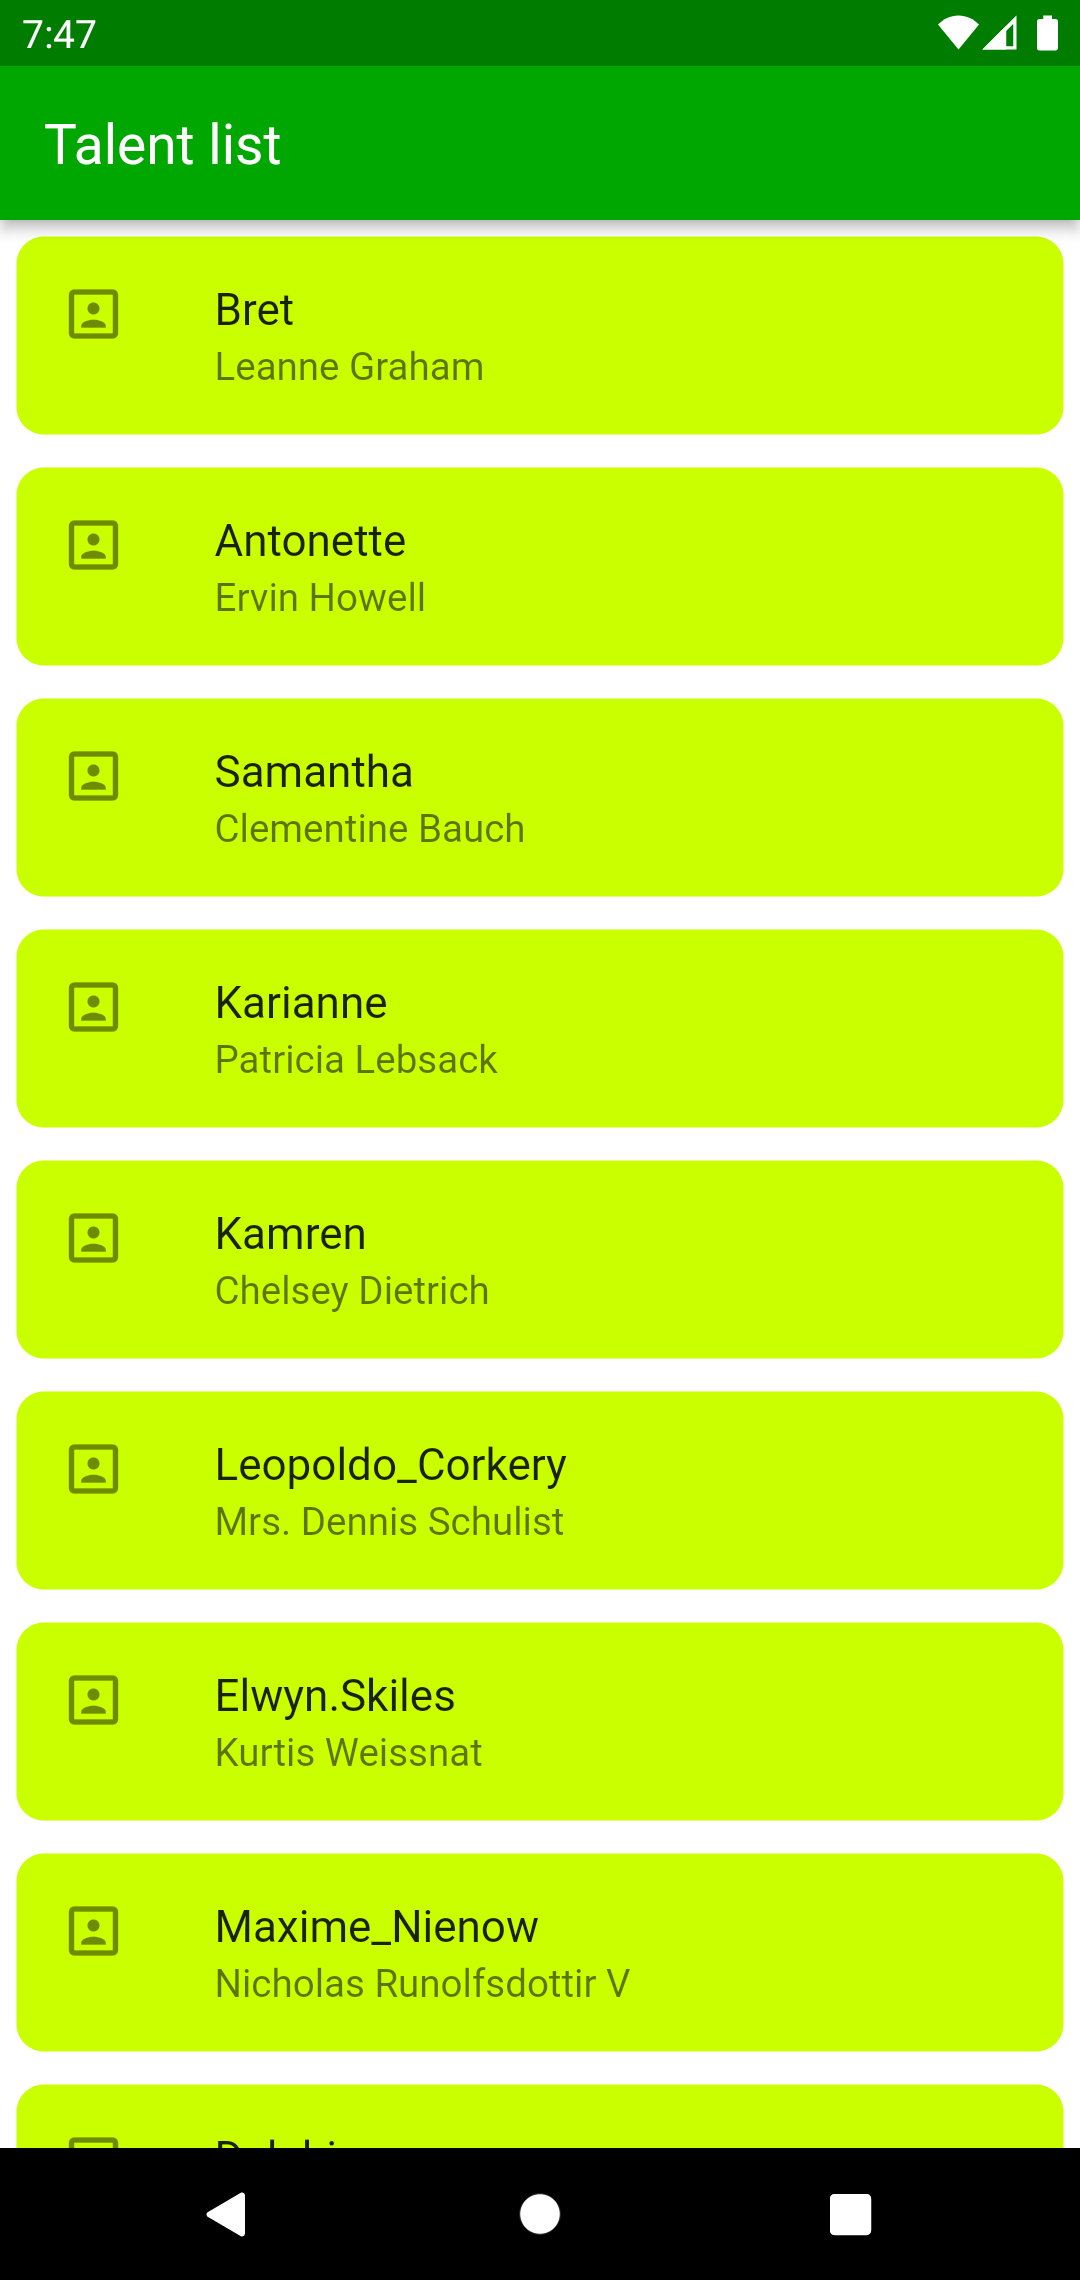 7:47
Talent list
Bret
Leanne Graham
Antonette
Ervin Howell
Samantha
Clementine Bauch
Karianne
Patricia Lebsack
Kamren
Chelsey Dietrich
Leopoldo_Corkery
Mrs. Dennis Schulist
Elwyn.Skiles
Kurtis Weissnat
Maxime_Nienow
Nicholas Runolfsdottir V